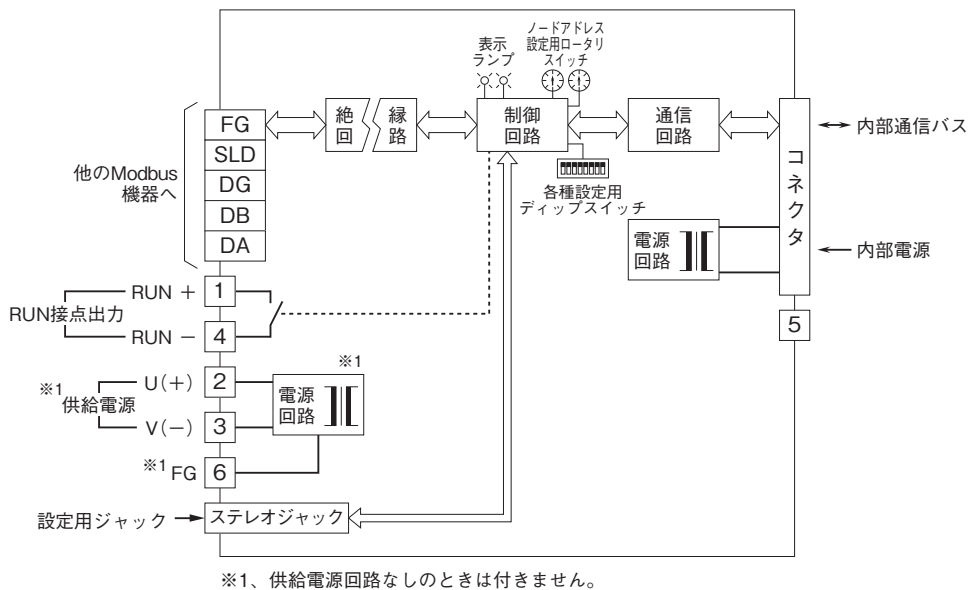 ノードアドレス
設定用ロータリ
スイッチ
表示
ランプ
FG
SLD
DG
DB
DA
他のModbus
機器へ
絶 縁
回 路
制御
回路
通信
回路
コネクタ
内部通信バス
各種設定用
ディップスイッチ
電源
回路
内部電源
RUN +
1
RUN接点出力
RUN −
4
5
※1
U(+)
2
※1
供給電源
V(−)
3
電源
回路
※1 FG
6
設定用ジャック
ステレオジャック
※1、供給電源回路なしのときは付きません。